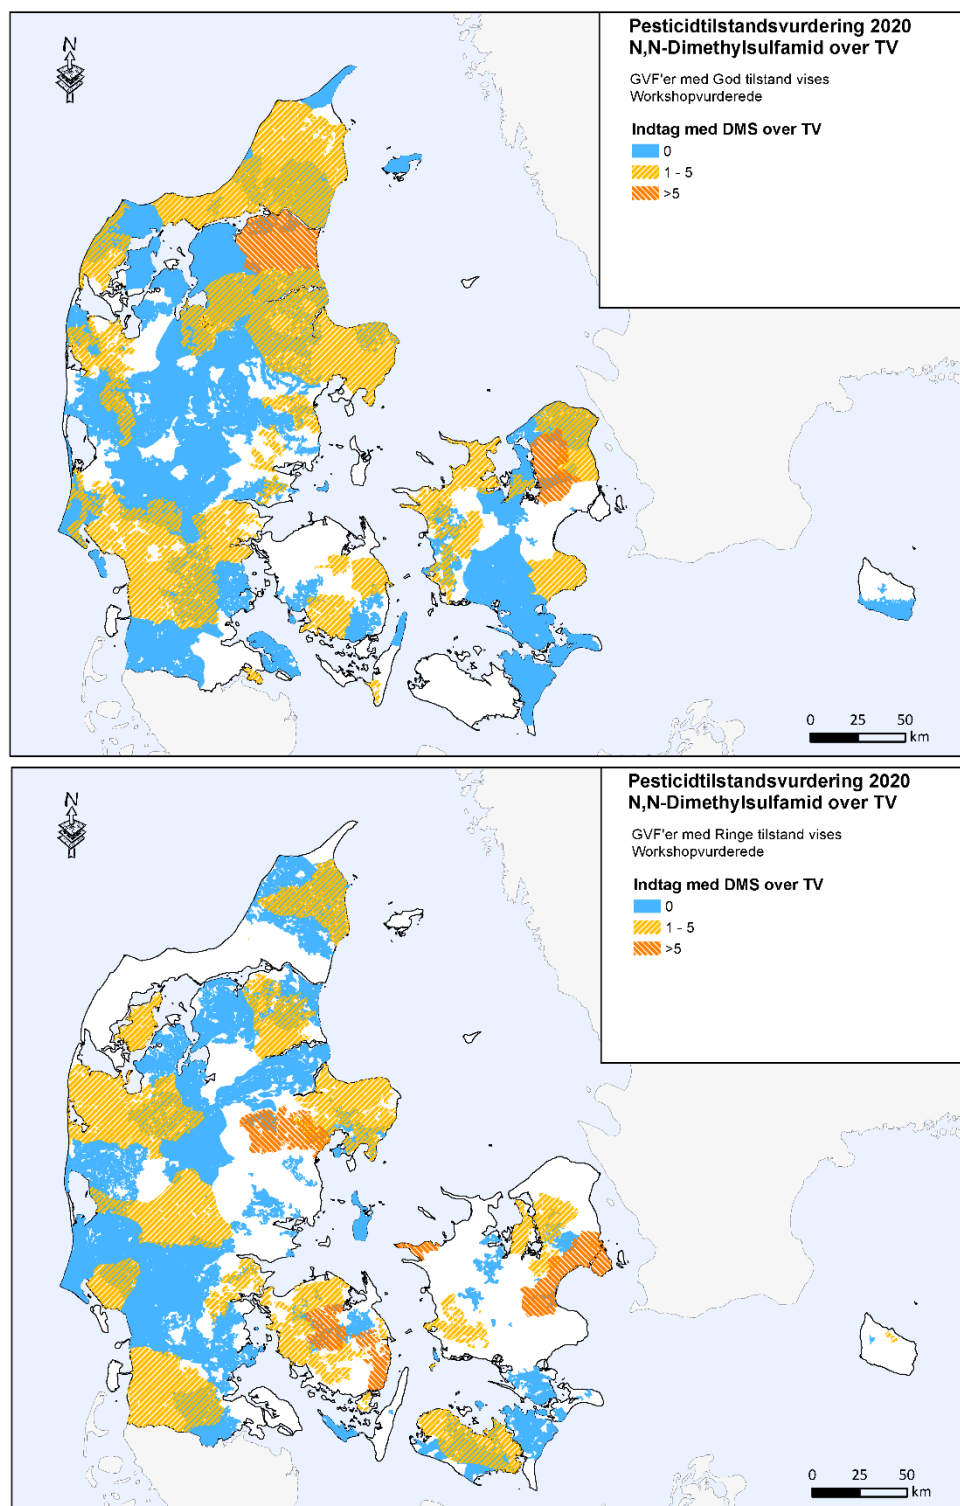 Pesticidtilstandsvurdering 2020
N,N-Dimethylsulfamid over TV
GVF'er med God tilstand vises
Workshopvurderede
Indtag med DMS over TV
0
1 - 5
>5
N
0 25 50
km
Pesticidtilstandsvurdering 2020
N,N-Dimethylsulfamid over TV
GVF'er med Ringe tilstand vises
Workshopvurderede
Indtag med DMS over TV
0
1 - 5
>5
N
0 25 50
km